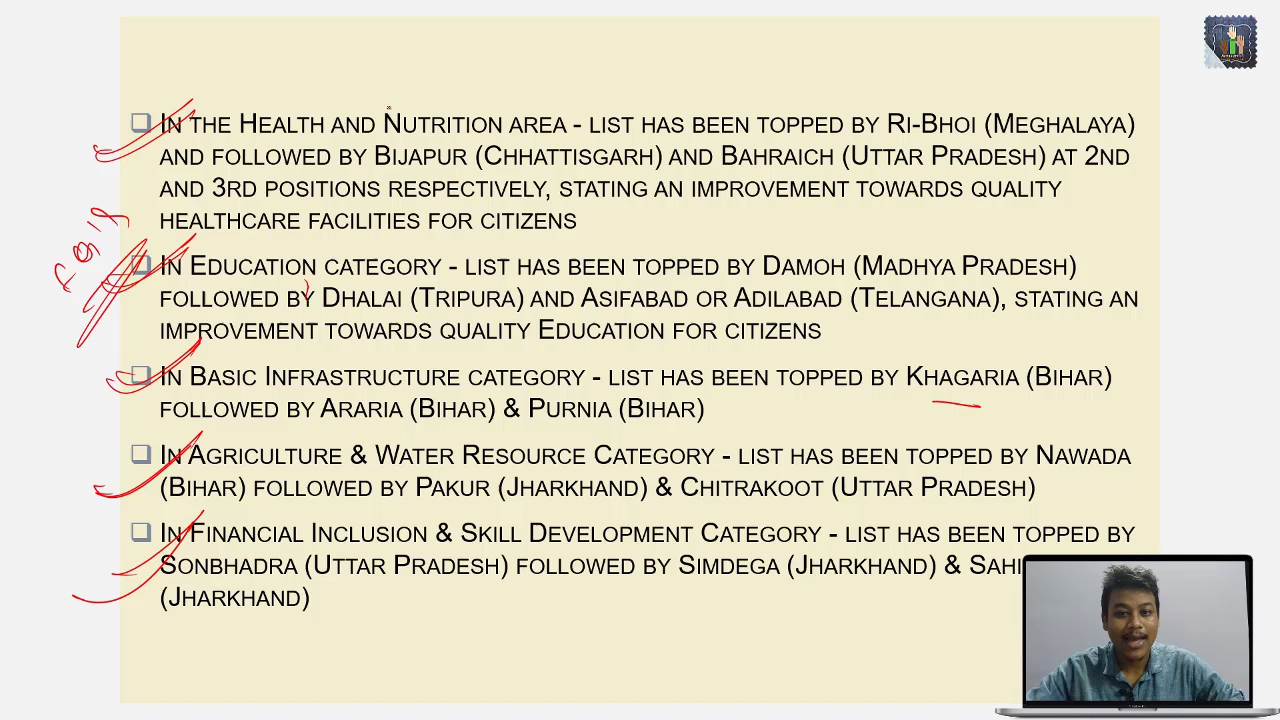 IN THE HEALTH AND NUTRITION AREA - LIST HAS BEEN TOPPED BY RI-BHOI (MEGHALAYA)
AND FOLLOWED BY BIJAPUR (CHHATTISGARH) AND BAHRAICH (UTTAR PRADESH) AT 2ND
AND 3RD POSITIONS RESPECTIVELY, STATING AN IMPROVEMENT TOWARDS QUALITY
HEALTHCARE FACILITIES FOR CITIZENS
IN EDUCATION CATEGORY - LIST HAS BEEN TOPPED BY DAMOH (MADHYA PRADESH)
FOLLOWED BY DHALAI (TRIPURA) AND ASIFABAD OR ADILABAD (TELANGANA), STATING AN
IMPROVEMENT TOWARDS QUALITY EDUCATION FOR CITIZENS
IN BASIC INFRASTRUCTURE CATEGORY - LIST HAS BEEN TOPPED BY KHAGARIA (BIHAR)
FOLLOWED BY ARARIA (BIHAR) & PURNIA (BIHAR)
IN AGRICULTURE & WATER RESOURCE CATEGORY - LIST HAS BEEN TOPPED BY NAWADA
(BIHAR) FOLLOWED BY PAKUR (JHARKHAND) & CHITRAKOOT (UTTAR PRADESH)
IN FINANCIAL INCLUSION & SKILL DEVELOPMENT CATEGORY - LIST HAS BEEN TOPPED BY
SONBHADRA (UTTAR PRADESH) FOLLOWED BY SIMDEGA (JHARKHAND) & SAHI
(JHARKHAND)